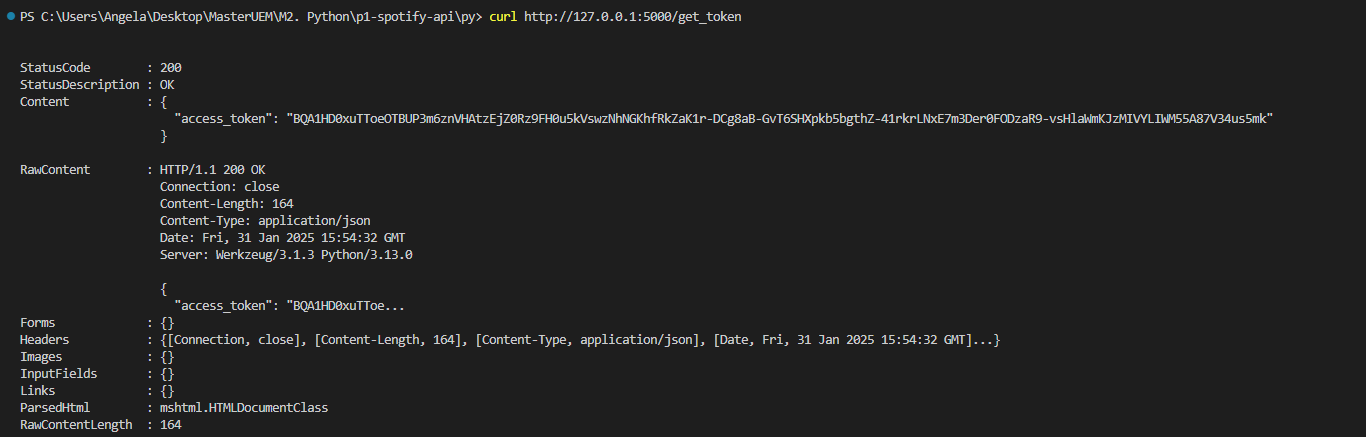 PS C:\Users\Angela\Desktop\MasterUEM\M2. Python\p1-spotify-api\py> curl http://127.0.0.1:5000/get_token
StatusCode : 200
StatusDescription : OK
Content : {
"access_token": "BQA1HD0xuTToeOTBUP3m6znVHAtzEjZ0Rz9FH0u5kVswzNhNGKhfRkZaK1r-DCg8aB-GvT6SHXpkb5bgthZ-41rkrLNxE7m3Der0FODzaR9-vsHlaWmKJzMIVYLIWM55A87V34us5mk"
}
RawContent : HTTP/1.1 200 OK
Connection: close
Content-Length: 164
Content-Type: application/json
Date: Fri, 31 Jan 2025 15:54:32 GMT
Server: Werkzeug/3.1.3 Python/3.13.0
{
"access_token": "BQA1HD0xuTToe...
Forms : {}
Headers : {[Connection, close], [Content-Length, 164], [Content-Type, application/json], [Date, Fri, 31 Jan 2025 15:54:32 GMT]...}
Images : {}
InputFields : {}
Links : {}
ParsedHtml : mshtml.HTMLDocumentClass
RawContentLength : 164